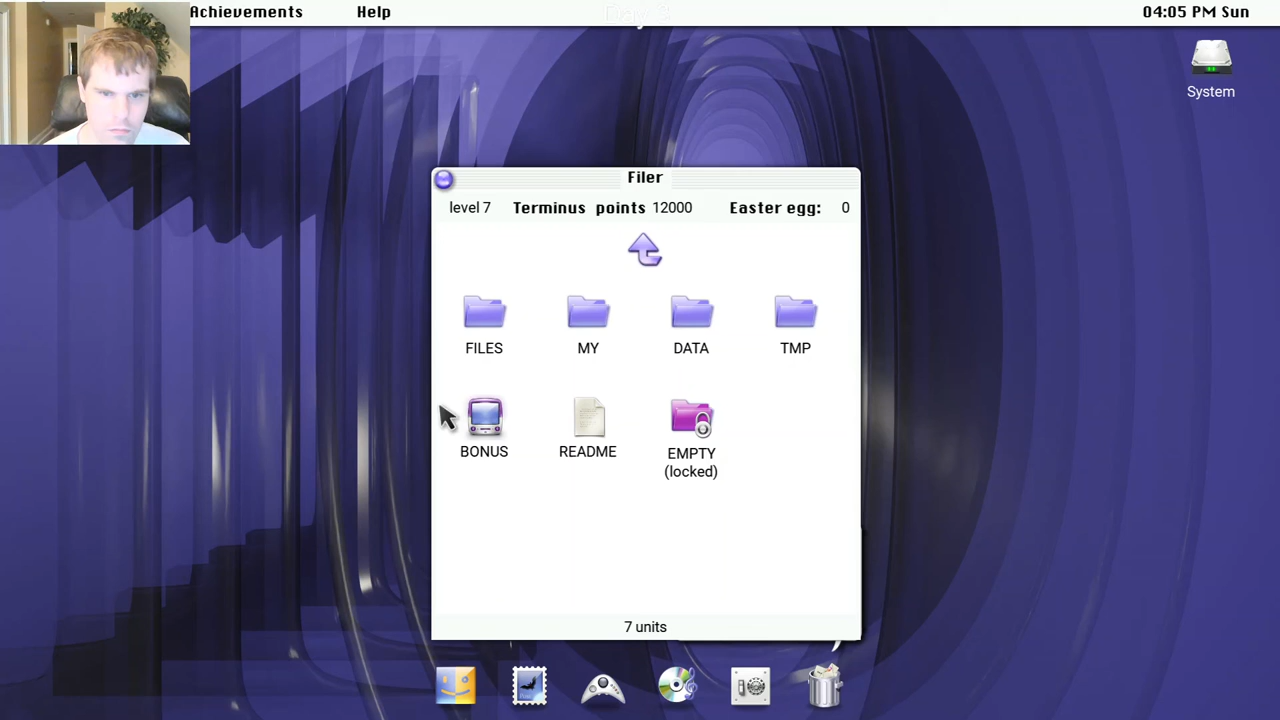 Achievements Help 04:05 PM Sun
System
Filer
level 7 Terminus points 12000 Easter egg: 0
FILES MY DATA TMP
BONUS README EMPTY
(locked)
7 units